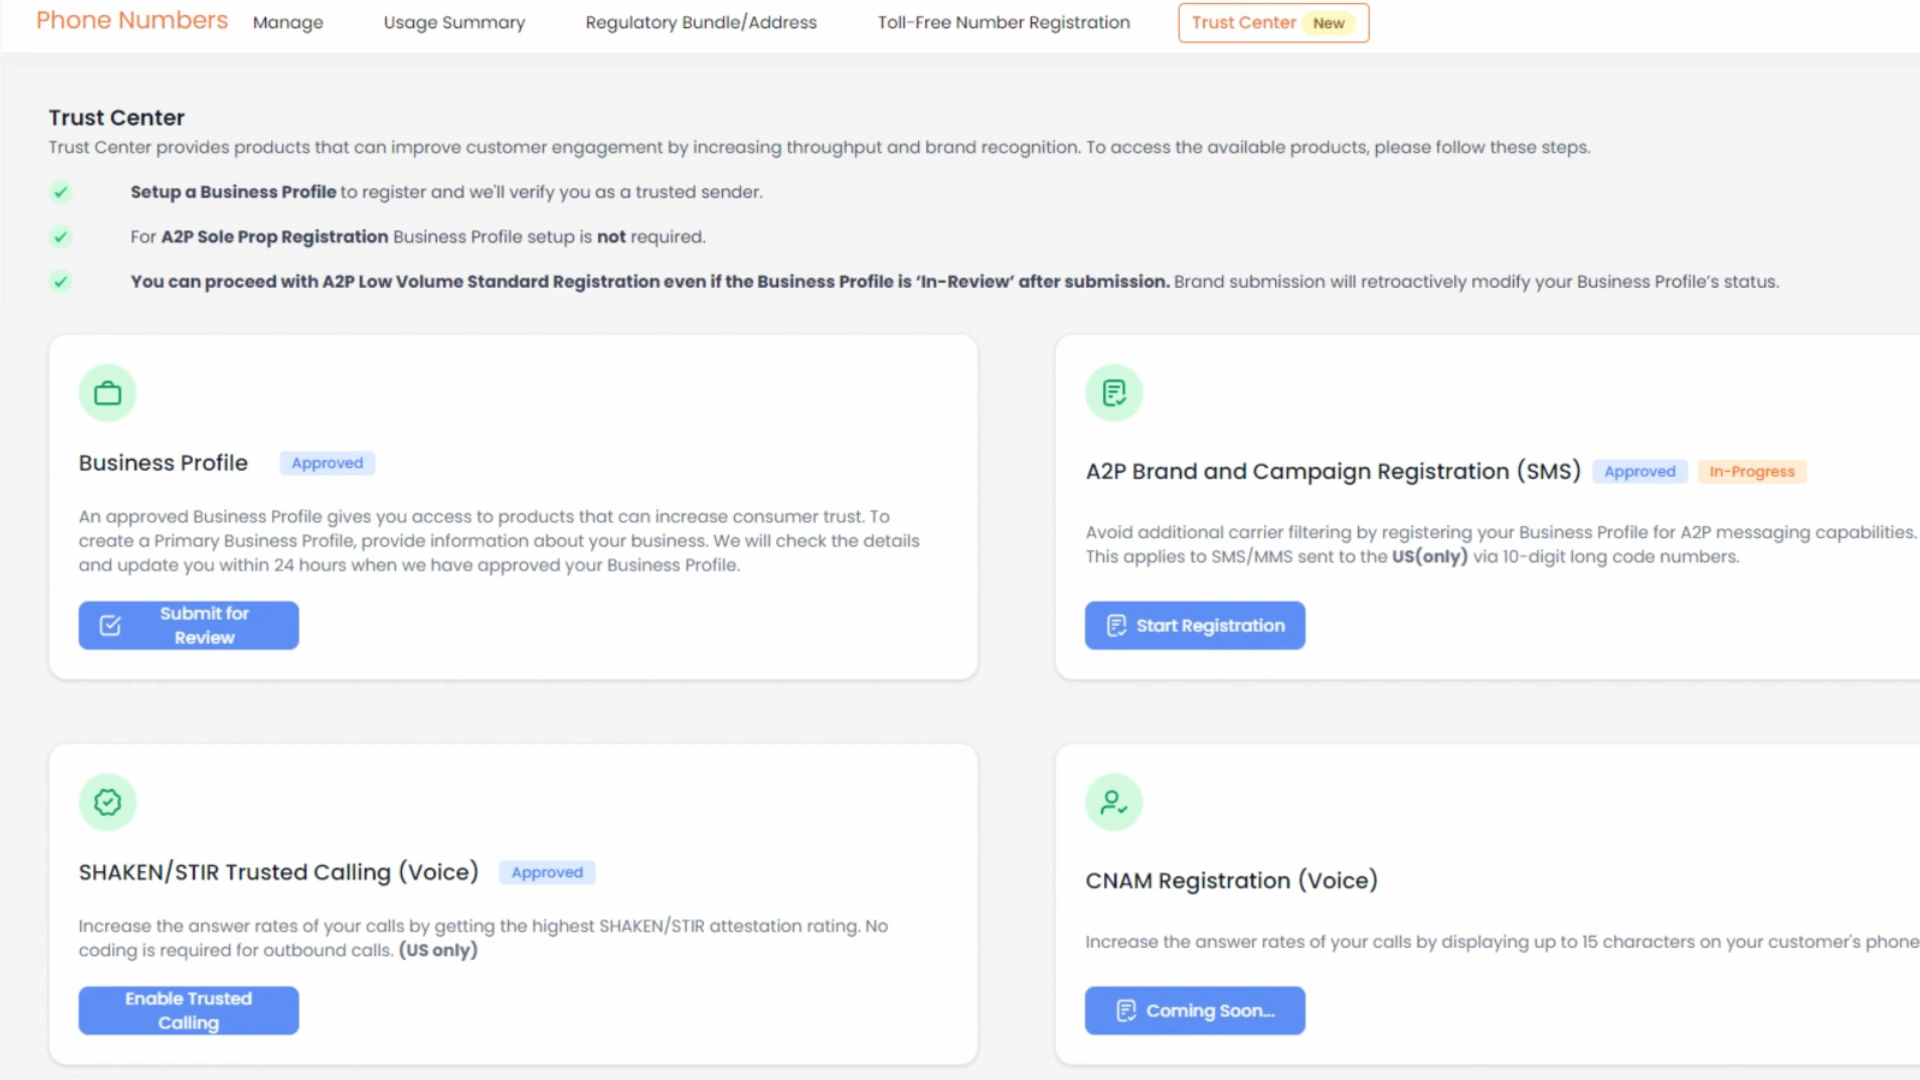 Phone Numbers Manage Usage Summary Regulatory Bundle/Address Toll-Free Number Registration Trust Center New
Trust Center
Trust Center provides products that can improve customer engagement by increasing throughput and brand recognition. To access the available products, please follow these steps.
Setup a Business Profile to register and we'll verify you as a trusted sender.
For A2P Sole Prop Registration Business Profile setup is not required.
You can proceed with A2P Low Volume Standard Registration even if the Business Profile is ‘In-Review’ after submission. Brand submission will retroactively modify your Business Profile’s status.
Business Profile Approved
An approved Business Profile gives you access to products that can increase consumer trust. To
create a Primary Business Profile, provide information about your business. We will check the details
and update you within 24 hours when we have approved your Business Profile.
Submit for
Review
A2P Brand and Campaign Registration (SMS) Approved In-Progress
Avoid additional carrier filtering by registering your Business Profile for A2P messaging capabilities.
This applies to SMS/MMS sent to the US(only) via 10-digit long code numbers.
Start Registration
SHAKEN/STIR Trusted Calling (Voice) Approved
Increase the answer rates of your calls by getting the highest SHAKEN/STIR attestation rating. No
coding is required for outbound calls. (US only)
Enable Trusted
Calling
CNAM Registration (Voice)
Increase the answer rates of your calls by displaying up to 15 characters on your customer's phone
Coming Soon...